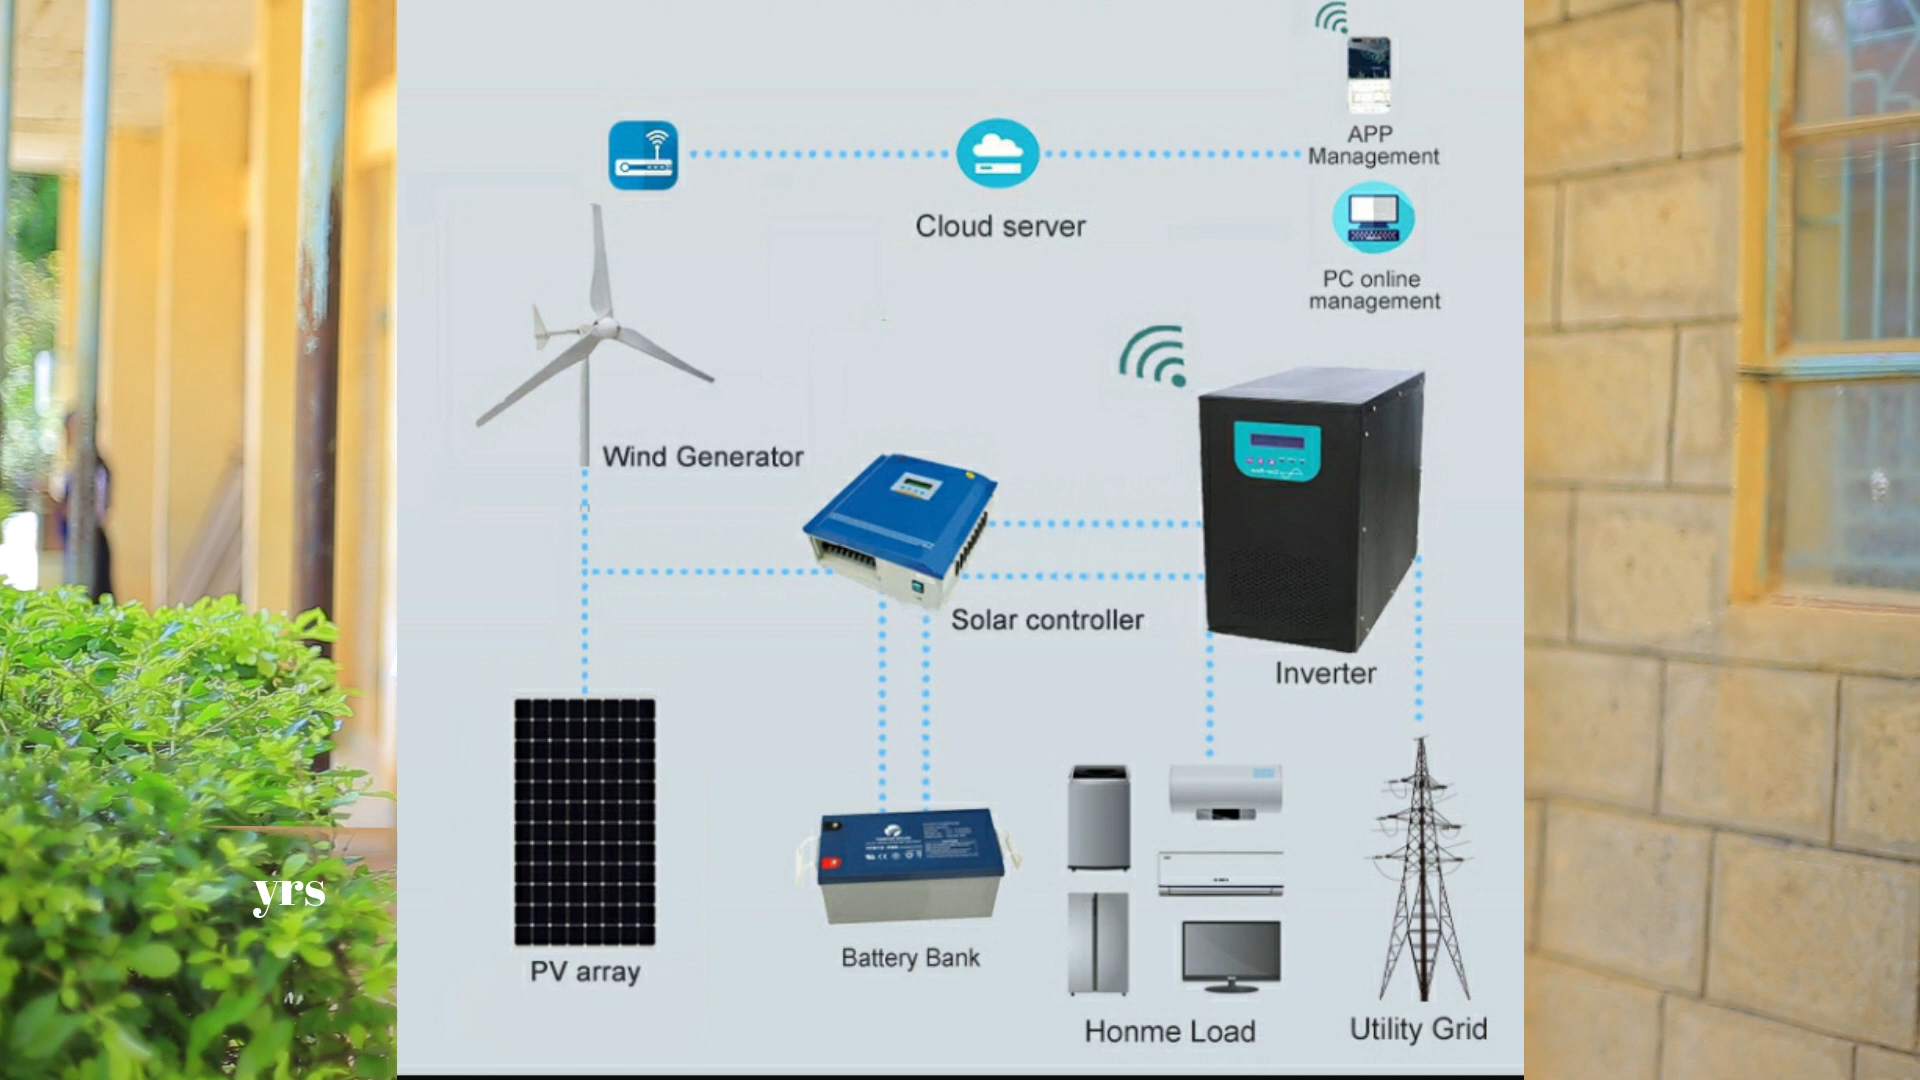 APP
Management
Cloud server
PC online
management
Wind Generator
Solar controller
Inverter
yrs
PV array
Battery Bank
Honme Load
Utility Grid